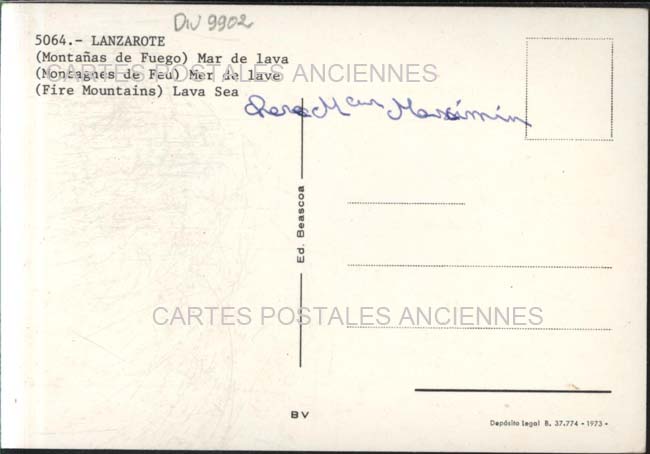 DW 9902
5064.- LANZAROTE
(Montañas de Fuego) Mar de lava
(Montagnes de Feu) Mer de lave
(Fire Mountains) Lava Sea
CARTES POSTALES ANCIENNES
Ed. Beascoa
CARTES POSTALES ANCIENNES
BV
Depósito Legal B. 37.774 - 1973 -